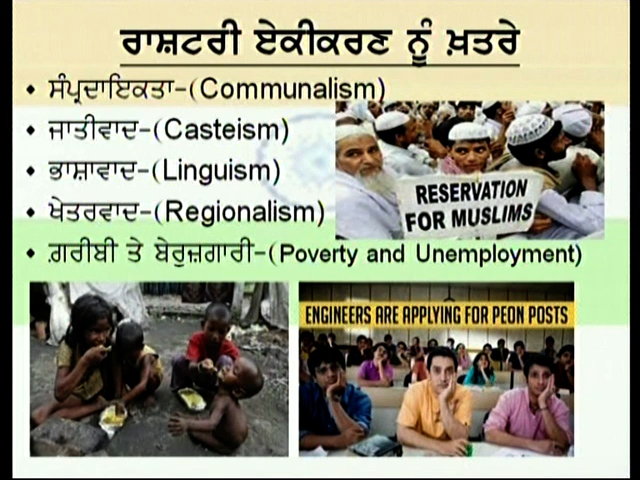 ਰਾਸ਼ਟਰੀ ਏਕੀਕਰਣ ਨੂੰ ਖ਼ਤਰੇ
• ਸੰਪ੍ਰਦਾਇਕਤਾ-(Communalism)
• ਜਾਤੀਵਾਦ-(Casteism)
• ਭਾਸ਼ਾਵਾਦ-(Linguism)
• ਖੇਤਰਵਾਦ-(Regionalism)
RESERVATION
FOR MUSLIMS
• ਗ਼ਰੀਬੀ ਤੇ ਬੇਰੁਜ਼ਗਾਰੀ-(Poverty and Unemployment)
ENGINEERS ARE APPLYING FOR PEON POSTS